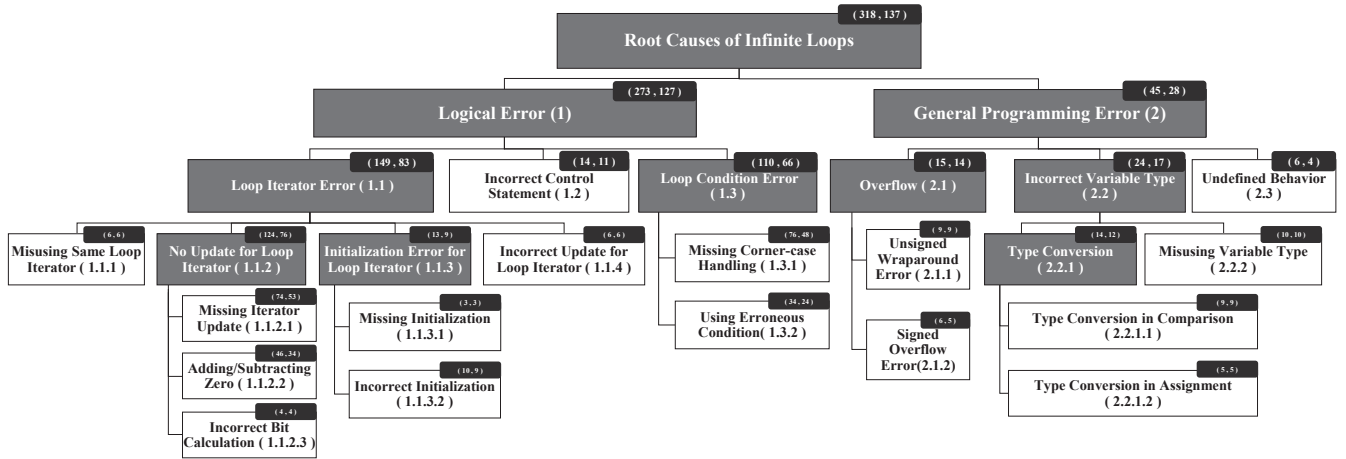 ( 318 , 137 )
Root Causes of Infinite Loops
( 273 , 127 )
Logical Error (1)
( 45 , 28 )
General Programming Error (2)
( 149 , 83 )
Loop Iterator Error ( 1.1 )
( 14 , 11 )
Incorrect Control
Statement ( 1.2 )
( 110 , 66 )
Loop Condition Error
( 1.3 )
( 15 , 14 )
Overflow ( 2.1 )
( 24 , 17 )
Incorrect Variable Type
( 2.2 )
( 6 , 4 )
Undefined Behavior
( 2.3 )
( 6 , 6 )
Misusing Same Loop
Iterator ( 1.1.1 )
( 124 , 76 )
No Update for Loop
Iterator ( 1.1.2 )
( 13 , 9 )
Initialization Error for
Loop Iterator ( 1.1.3 )
( 6 , 6 )
Incorrect Update for
Loop Iterator ( 1.1.4 )
( 76 , 48 )
Missing Corner-case
Handling ( 1.3.1 )
( 9 , 9 )
Unsigned
Wraparound
Error ( 2.1.1 )
( 14 , 12 )
Type Conversion
( 2.2.1 )
( 10 , 10 )
Misusing Variable Type
( 2.2.2 )
( 74 , 53 )
Missing Iterator
Update ( 1.1.2.1 )
( 3 , 3 )
Missing Initialization
( 1.1.3.1 )
( 34 , 24 )
Using Erroneous
Condition( 1.3.2 )
( 6 , 5 )
Signed
Overflow
Error(2.1.2)
( 9 , 9 )
Type Conversion in Comparison
( 2.2.1.1 )
( 46 , 34 )
Adding/Subtracting
Zero ( 1.1.2.2 )
( 10 , 9 )
Incorrect Initialization
( 1.1.3.2 )
( 5 , 5 )
Type Conversion in Assignment
( 2.2.1.2 )
( 4 , 4 )
Incorrect Bit
Calculation ( 1.1.2.3 )